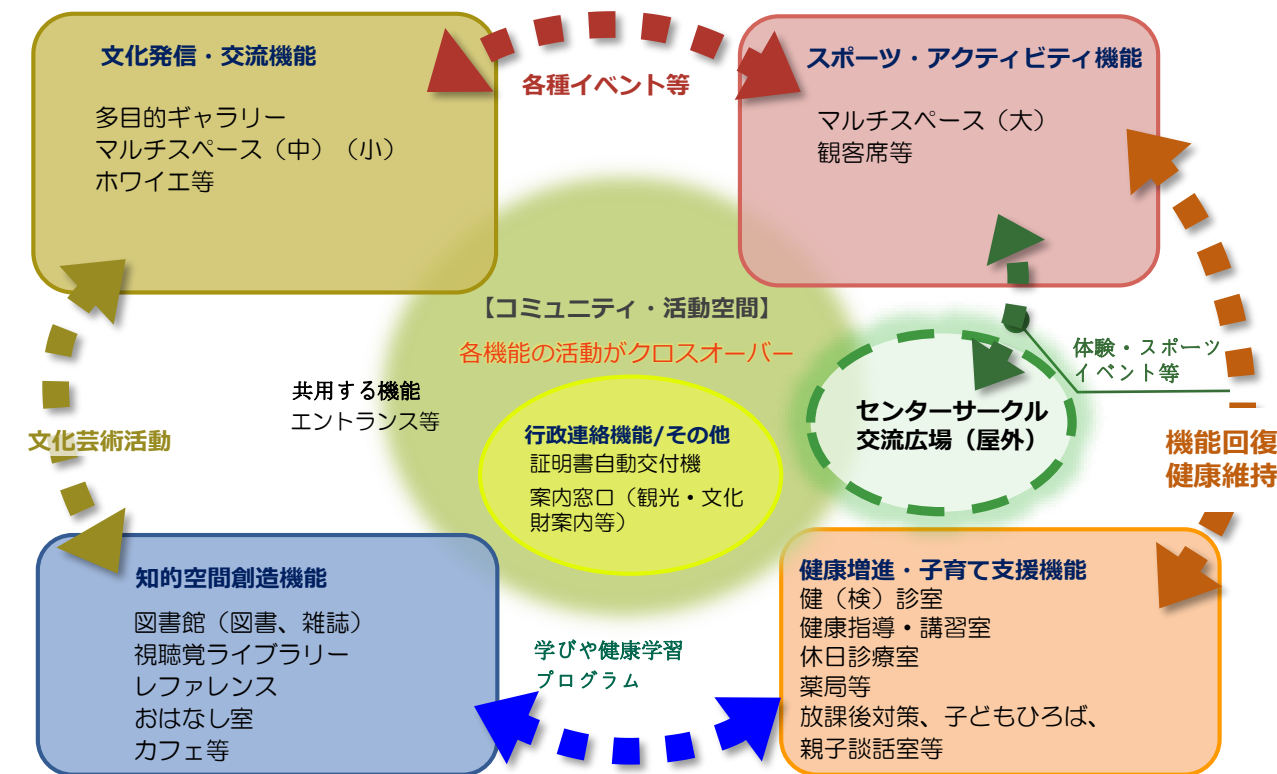 文化発信・交流機能
多目的ギャラリー
マルチスペース（中）（小）
ホワイエ等
各種イベント等
スポーツ・アクティビティ機能
マルチスペース（大）
観客席等
【コミュニティ・活動空間】
各機能の活動がクロスオーバー
共用する機能
エントランス等
行政連絡機能/その他
証明書自動交付機
案内窓口（観光・文化
財案内等）
センターサークル
交流広場（屋外）
体験・スポーツ
イベント等
文化芸術活動
機能回復
健康維持
知的空間創造機能
図書館（図書、雑誌）
視聴覚ライブラリー
レファレンス
おはなし室
カフェ等
学びや健康学習
プログラム
健康増進・子育て支援機能
健（検）診室
健康指導・講習室
休日診療室
薬局等
放課後対策、子どもひろば、
親子談話室等